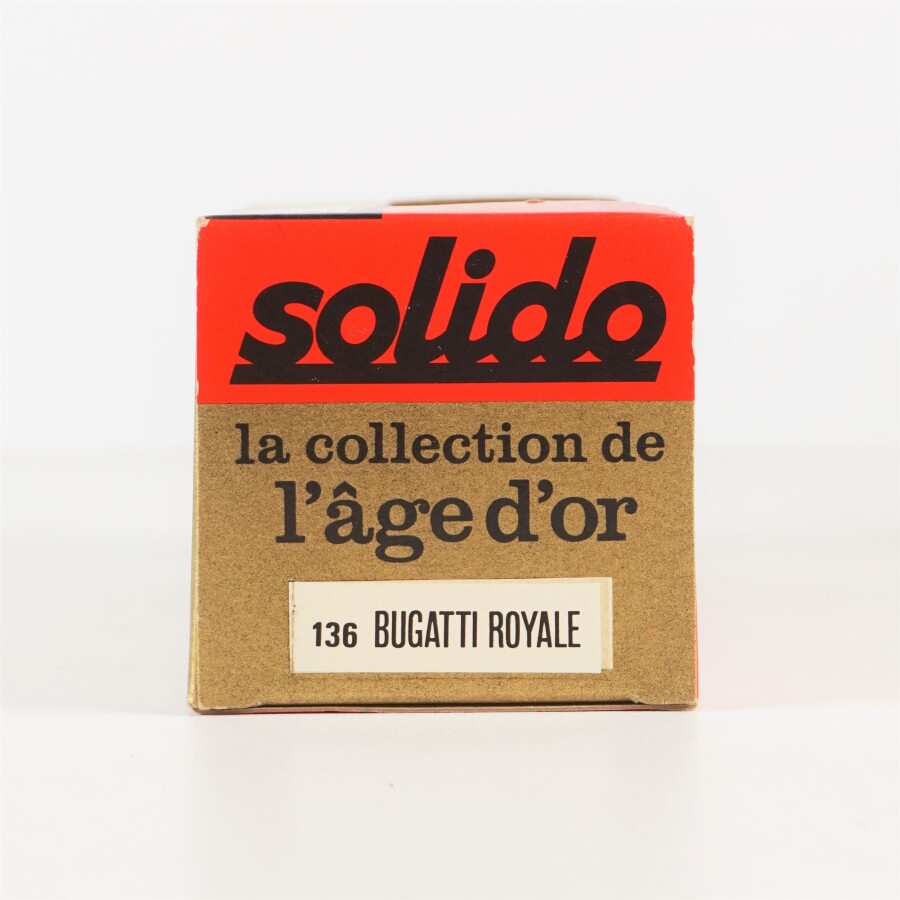 solido
la collection de
l'âge d'or
136 BUGATTI ROYALE